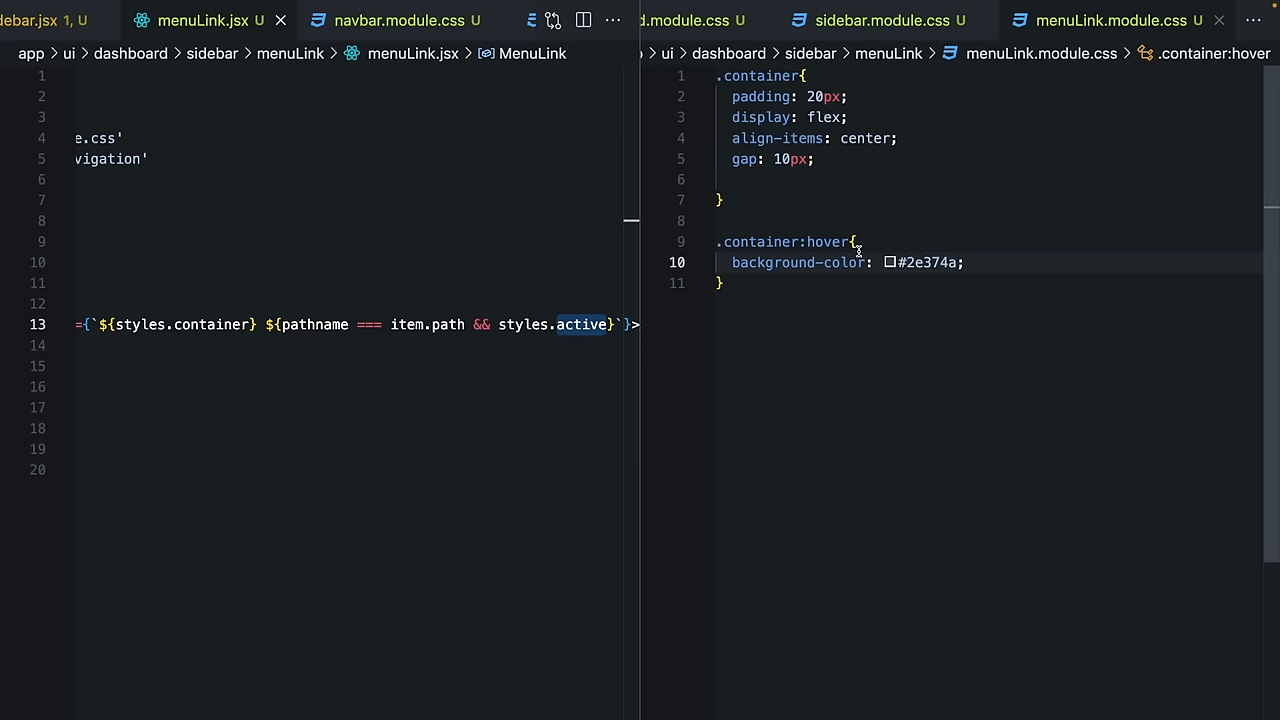 debar.jsx 1, U
menuLink.jsx U
navbar.module.css U
d.module.css U
sidebar.module.css U
menuLink.module.css U
app > ui > dashboard > sidebar > menuLink > menuLink.jsx > MenuLink
> ui > dashboard > sidebar > menuLink > menuLink.module.css > .container:hover
1
2
3
4 e.css'
5 vigation'
6
7
8
9
10
11
12
13 ={`${styles.container} ${pathname === item.path && styles.active}`}>
14
15
16
17
18
19
20
1 .container{
2 padding: 20px;
3 display: flex;
4 align-items: center;
5 gap: 10px;
6
7 }
8
9 .container:hover{
10 background-color: #2e374a;
11 }